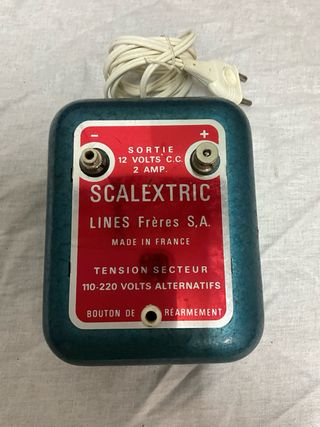 - +
SORTIE
12 VOLTS C.C.
2 AMP.
SCALEXTRIC
LINES Frères S,A.
MADE IN FRANCE
TENSION SECTEUR
110-220 VOLTS ALTERNATIFS
BOUTON DE RÉARMEMENT